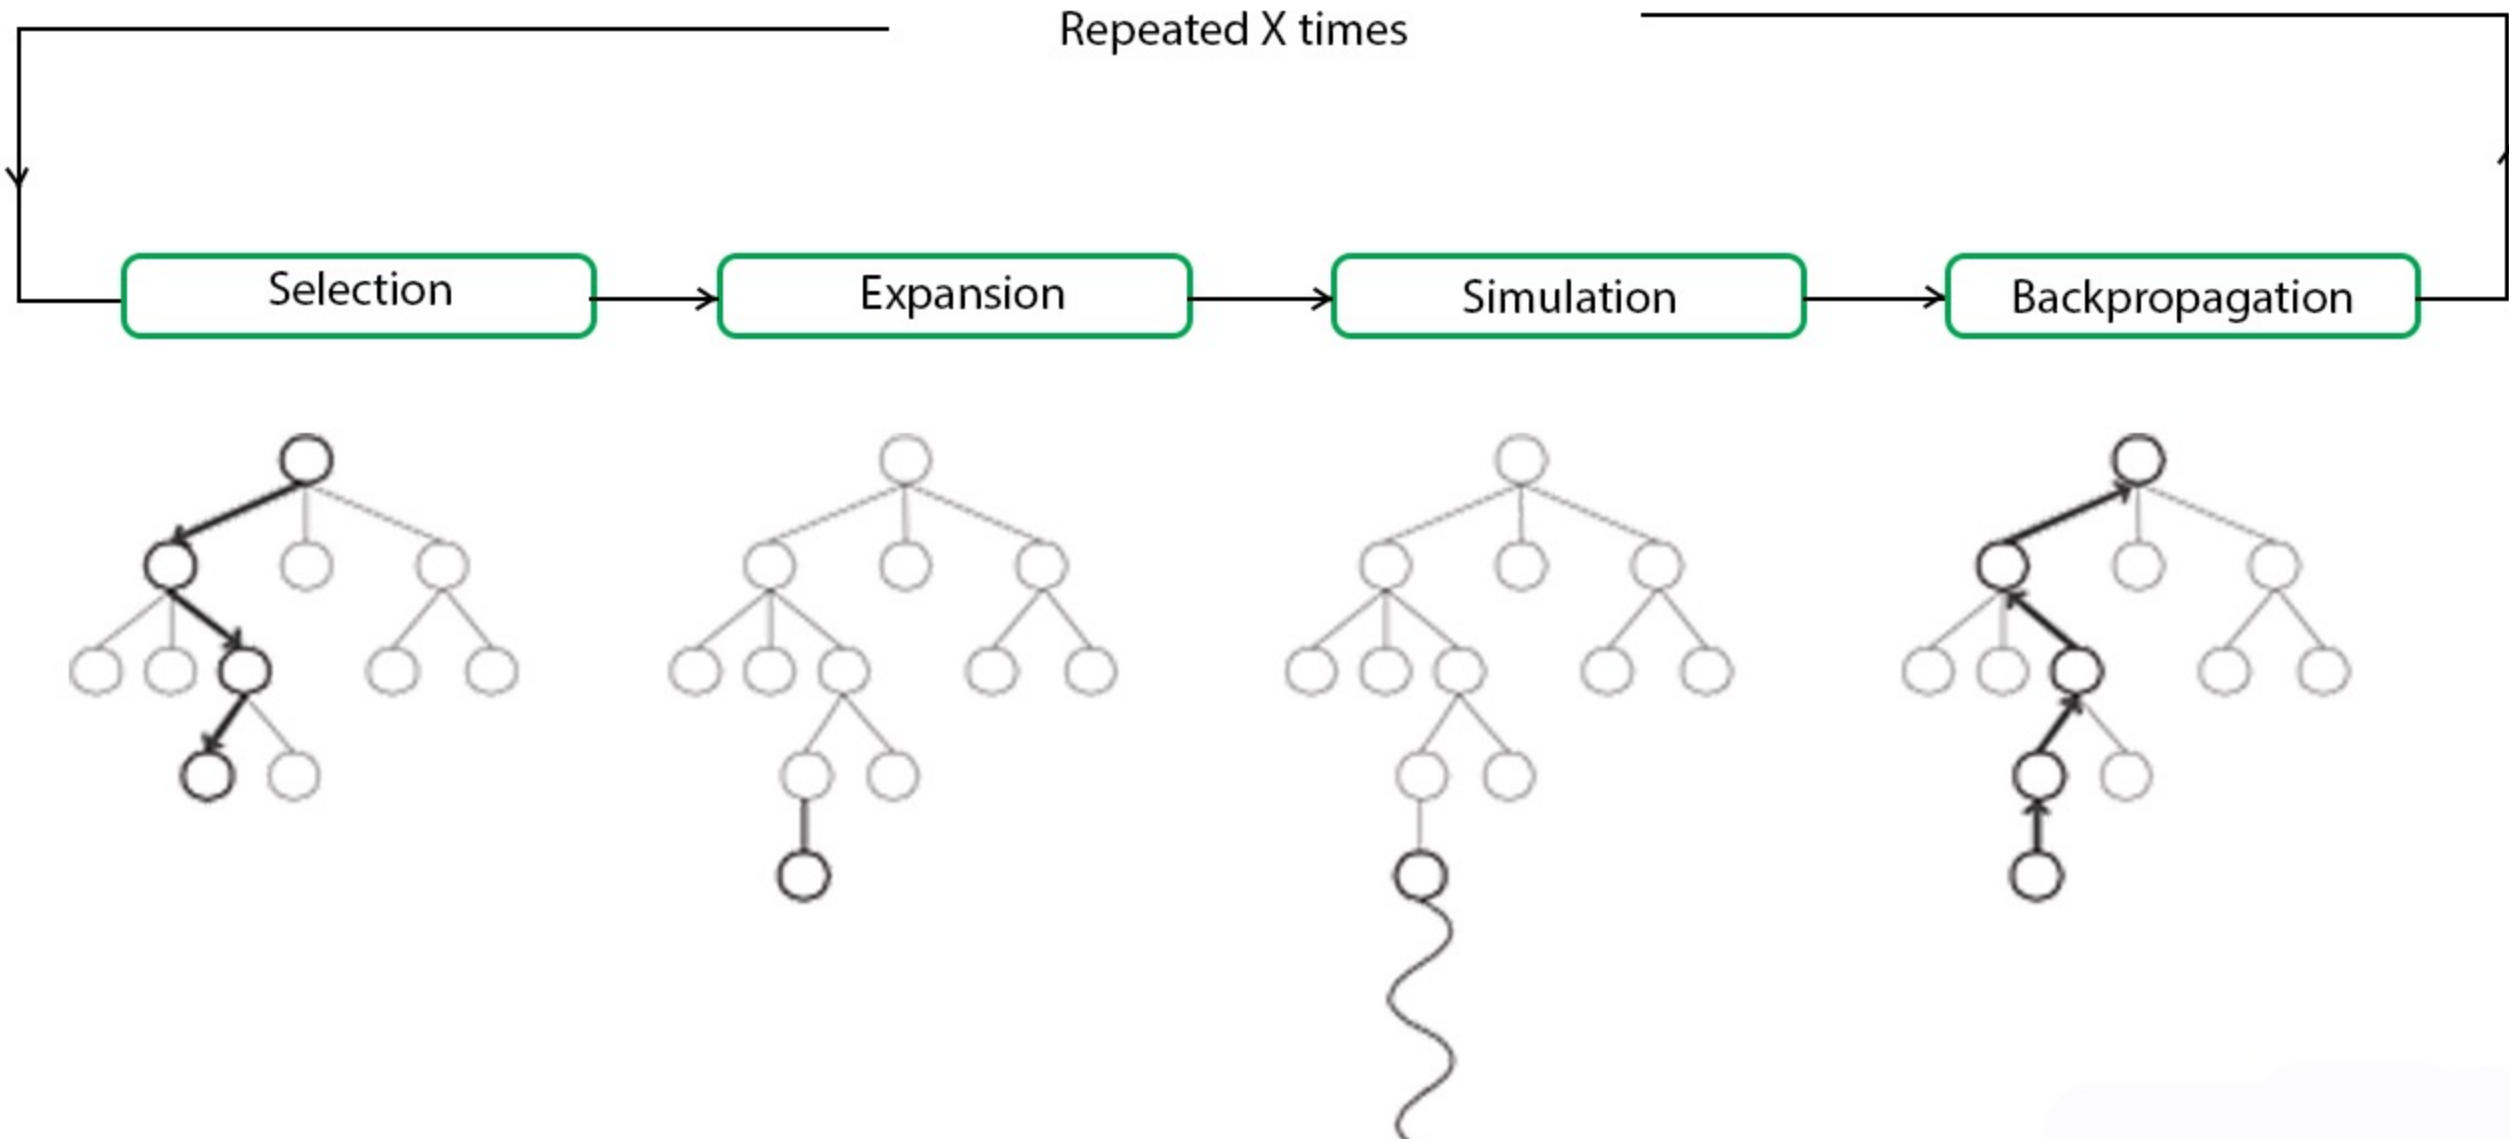 Repeated X times
Selection
Expansion
Simulation
Backpropagation